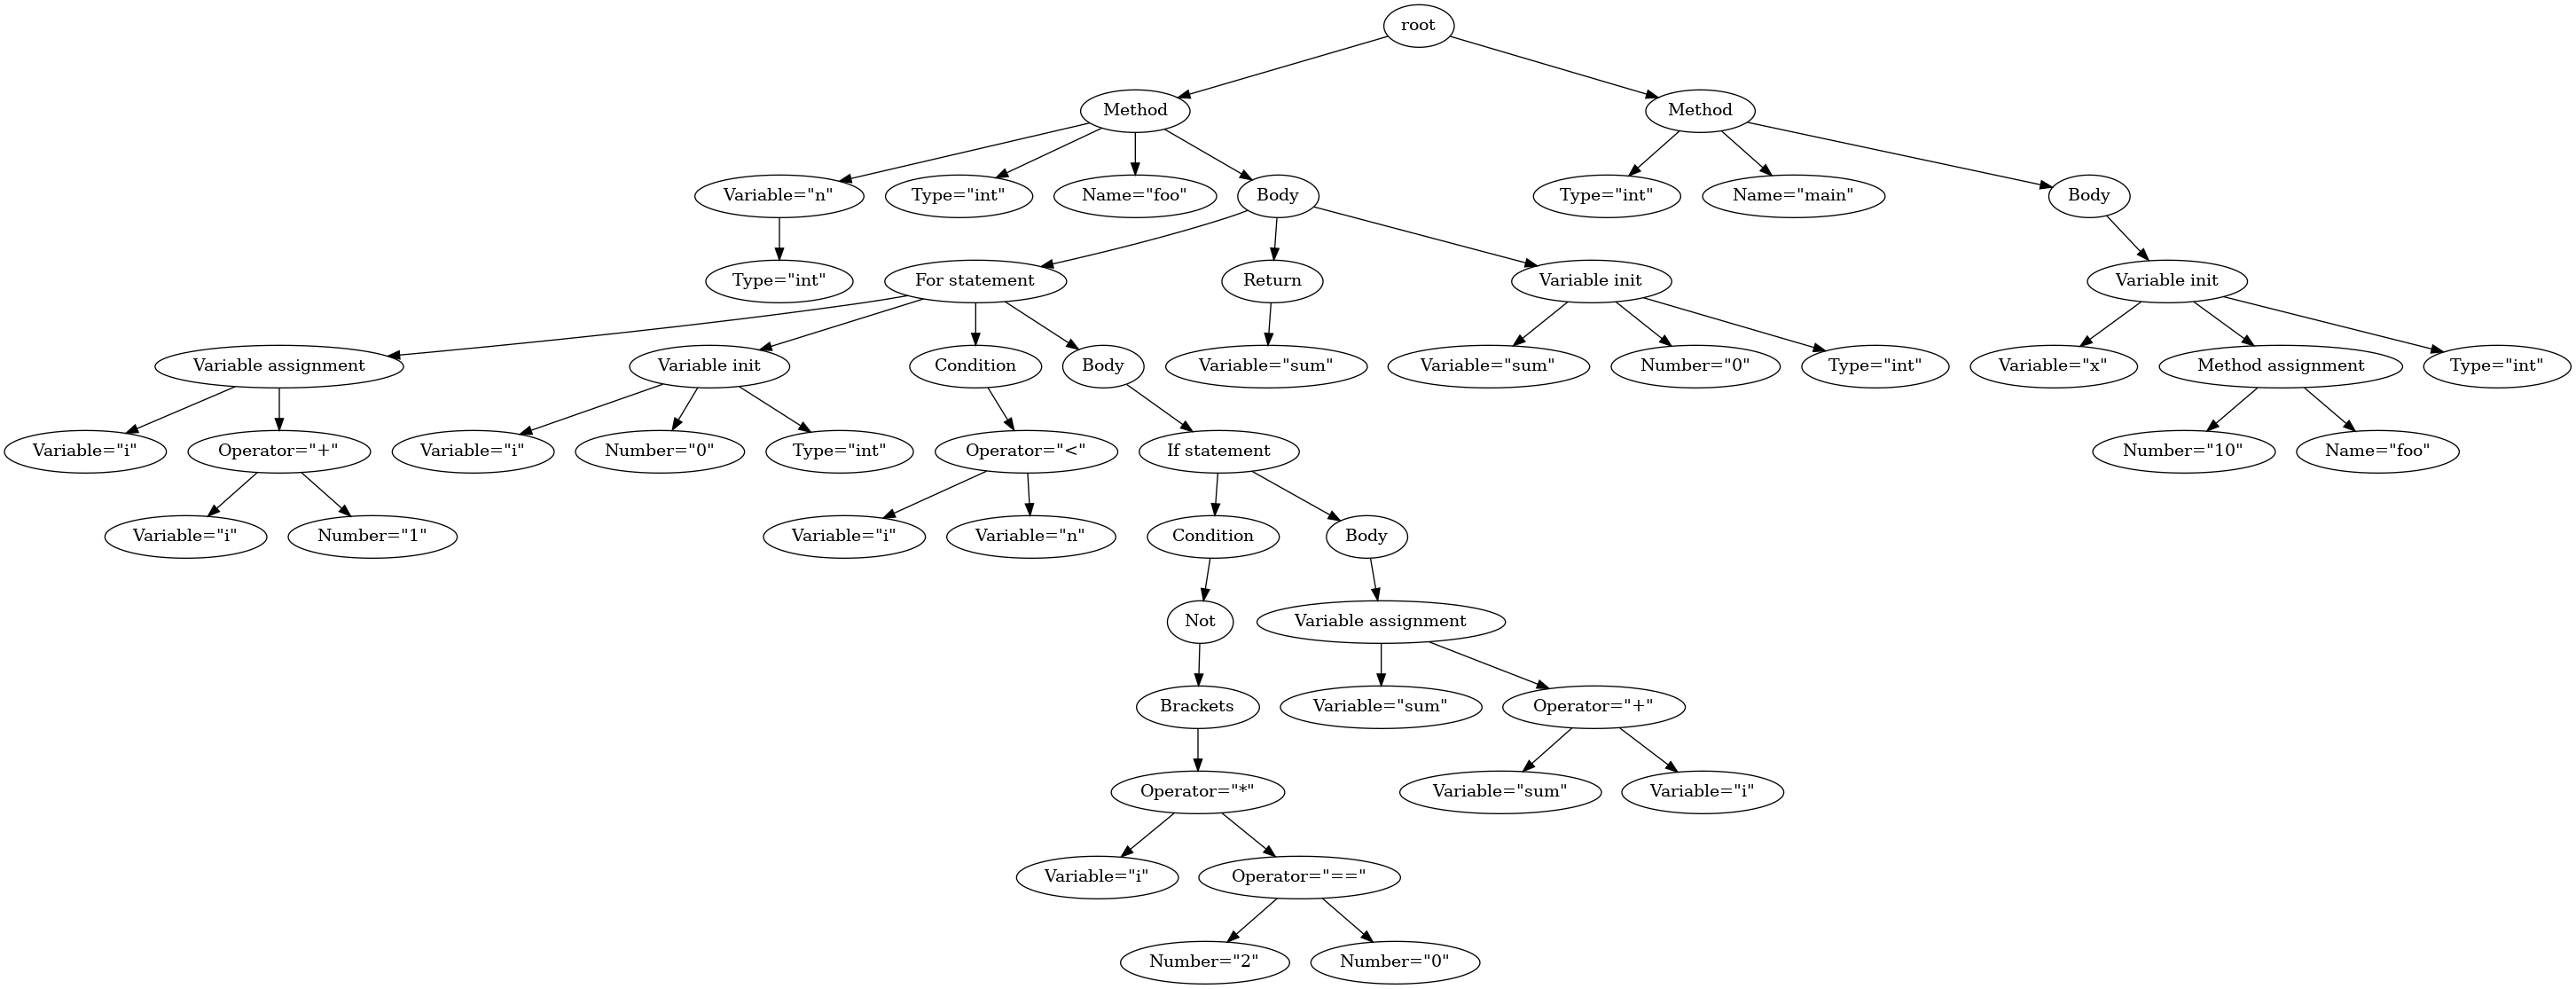 root
Method
Method
Variable="n"
Type="int"
Name="foo"
Body
Type="int"
Name="main"
Body
Type="int"
For statement
Return
Variable init
Variable init
Variable assignment
Variable init
Condition
Body
Variable="sum"
Variable="sum"
Number="0"
Type="int"
Variable="x"
Method assignment
Type="int"
Variable="i"
Operator="+"
Variable="i"
Number="0"
Type="int"
Operator="<"
If statement
Number="10"
Name="foo"
Variable="i"
Number="1"
Variable="i"
Variable="n"
Condition
Body
Not
Variable assignment
Brackets
Variable="sum"
Operator="+"
Operator="*"
Variable="sum"
Variable="i"
Variable="i"
Operator="=="
Number="2"
Number="0"